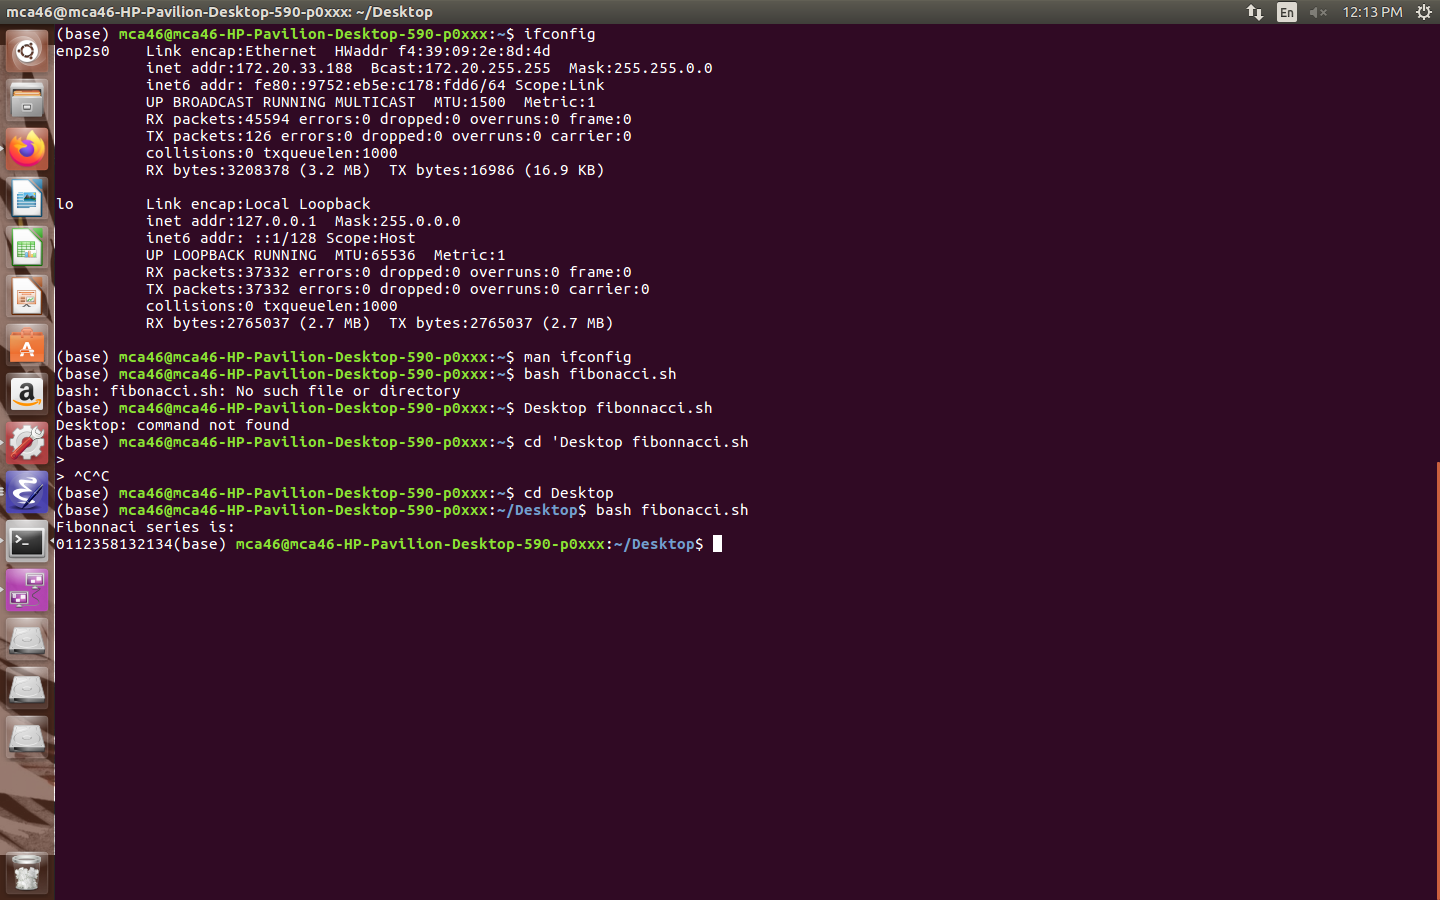 mca46@mca46-HP-Pavilion-Desktop-590-p0xxx: ~/Desktop
En
12:13 PM
(base) mca46@mca46-HP-Pavilion-Desktop-590-p0xxx:~$ ifconfig
enp2s0    Link encap:Ethernet  HWaddr f4:39:09:2e:8d:4d
          inet addr:172.20.33.188  Bcast:172.20.255.255  Mask:255.255.0.0
          inet6 addr: fe80::9752:eb5e:c178:fdd6/64 Scope:Link
          UP BROADCAST RUNNING MULTICAST  MTU:1500  Metric:1
          RX packets:45594 errors:0 dropped:0 overruns:0 frame:0
          TX packets:126 errors:0 dropped:0 overruns:0 carrier:0
          collisions:0 txqueuelen:1000
          RX bytes:3208378 (3.2 MB)  TX bytes:16986 (16.9 KB)

lo        Link encap:Local Loopback
          inet addr:127.0.0.1  Mask:255.0.0.0
          inet6 addr: ::1/128 Scope:Host
          UP LOOPBACK RUNNING  MTU:65536  Metric:1
          RX packets:37332 errors:0 dropped:0 overruns:0 frame:0
          TX packets:37332 errors:0 dropped:0 overruns:0 carrier:0
          collisions:0 txqueuelen:1000
          RX bytes:2765037 (2.7 MB)  TX bytes:2765037 (2.7 MB)

(base) mca46@mca46-HP-Pavilion-Desktop-590-p0xxx:~$ man ifconfig
(base) mca46@mca46-HP-Pavilion-Desktop-590-p0xxx:~$ bash fibonacci.sh
bash: fibonacci.sh: No such file or directory
(base) mca46@mca46-HP-Pavilion-Desktop-590-p0xxx:~$ Desktop fibonnacci.sh
Desktop: command not found
(base) mca46@mca46-HP-Pavilion-Desktop-590-p0xxx:~$ cd 'Desktop fibonnacci.sh
>
> ^C^C
(base) mca46@mca46-HP-Pavilion-Desktop-590-p0xxx:~$ cd Desktop
(base) mca46@mca46-HP-Pavilion-Desktop-590-p0xxx:~/Desktop$ bash fibonacci.sh
Fibonnaci series is:
0112358132134(base) mca46@mca46-HP-Pavilion-Desktop-590-p0xxx:~/Desktop$